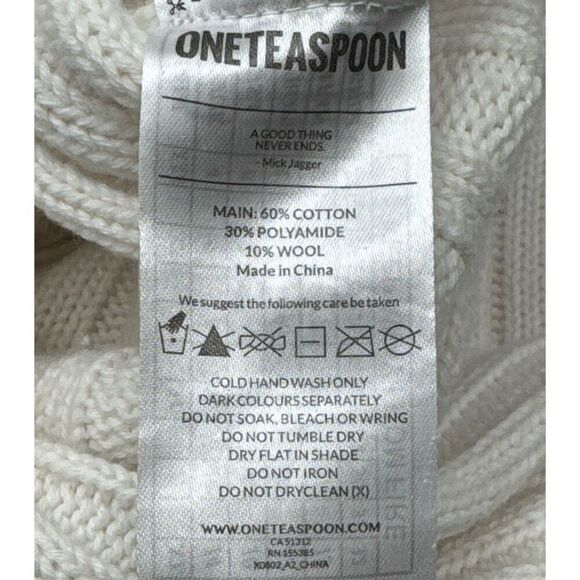 ONETEASPOON
A GOOD THING
NEVER ENDS.
- Mick Jagger
MAIN: 60% COTTON
30% POLYAMIDE
10% WOOL
Made in China
We suggest the following care be taken
COLD HAND WASH ONLY
DARK COLOURS SEPARATELY
DO NOT SOAK, BLEACH OR WRING
DO NOT TUMBLE DRY
DRY FLAT IN SHADE
DO NOT IRON
DO NOT DRYCLEAN (X)
WWW.ONETEASPOON.COM
CA 51312
RN 155385
X0802_A2_CHINA